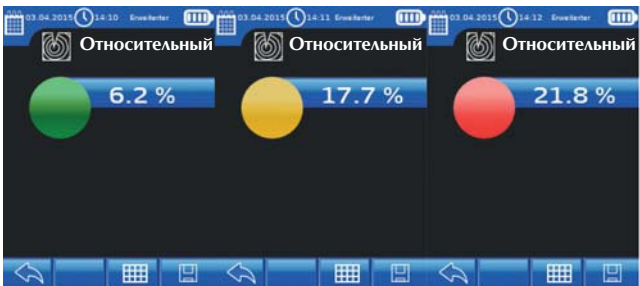 03.04.2015 14:10 Erweiterter
Относительный
6.2 %
03.04.2015 14:11 Erweiterter
Относительный
17.7 %
03.04.2015 14:12 Erweiterter
Относительный
21.8 %